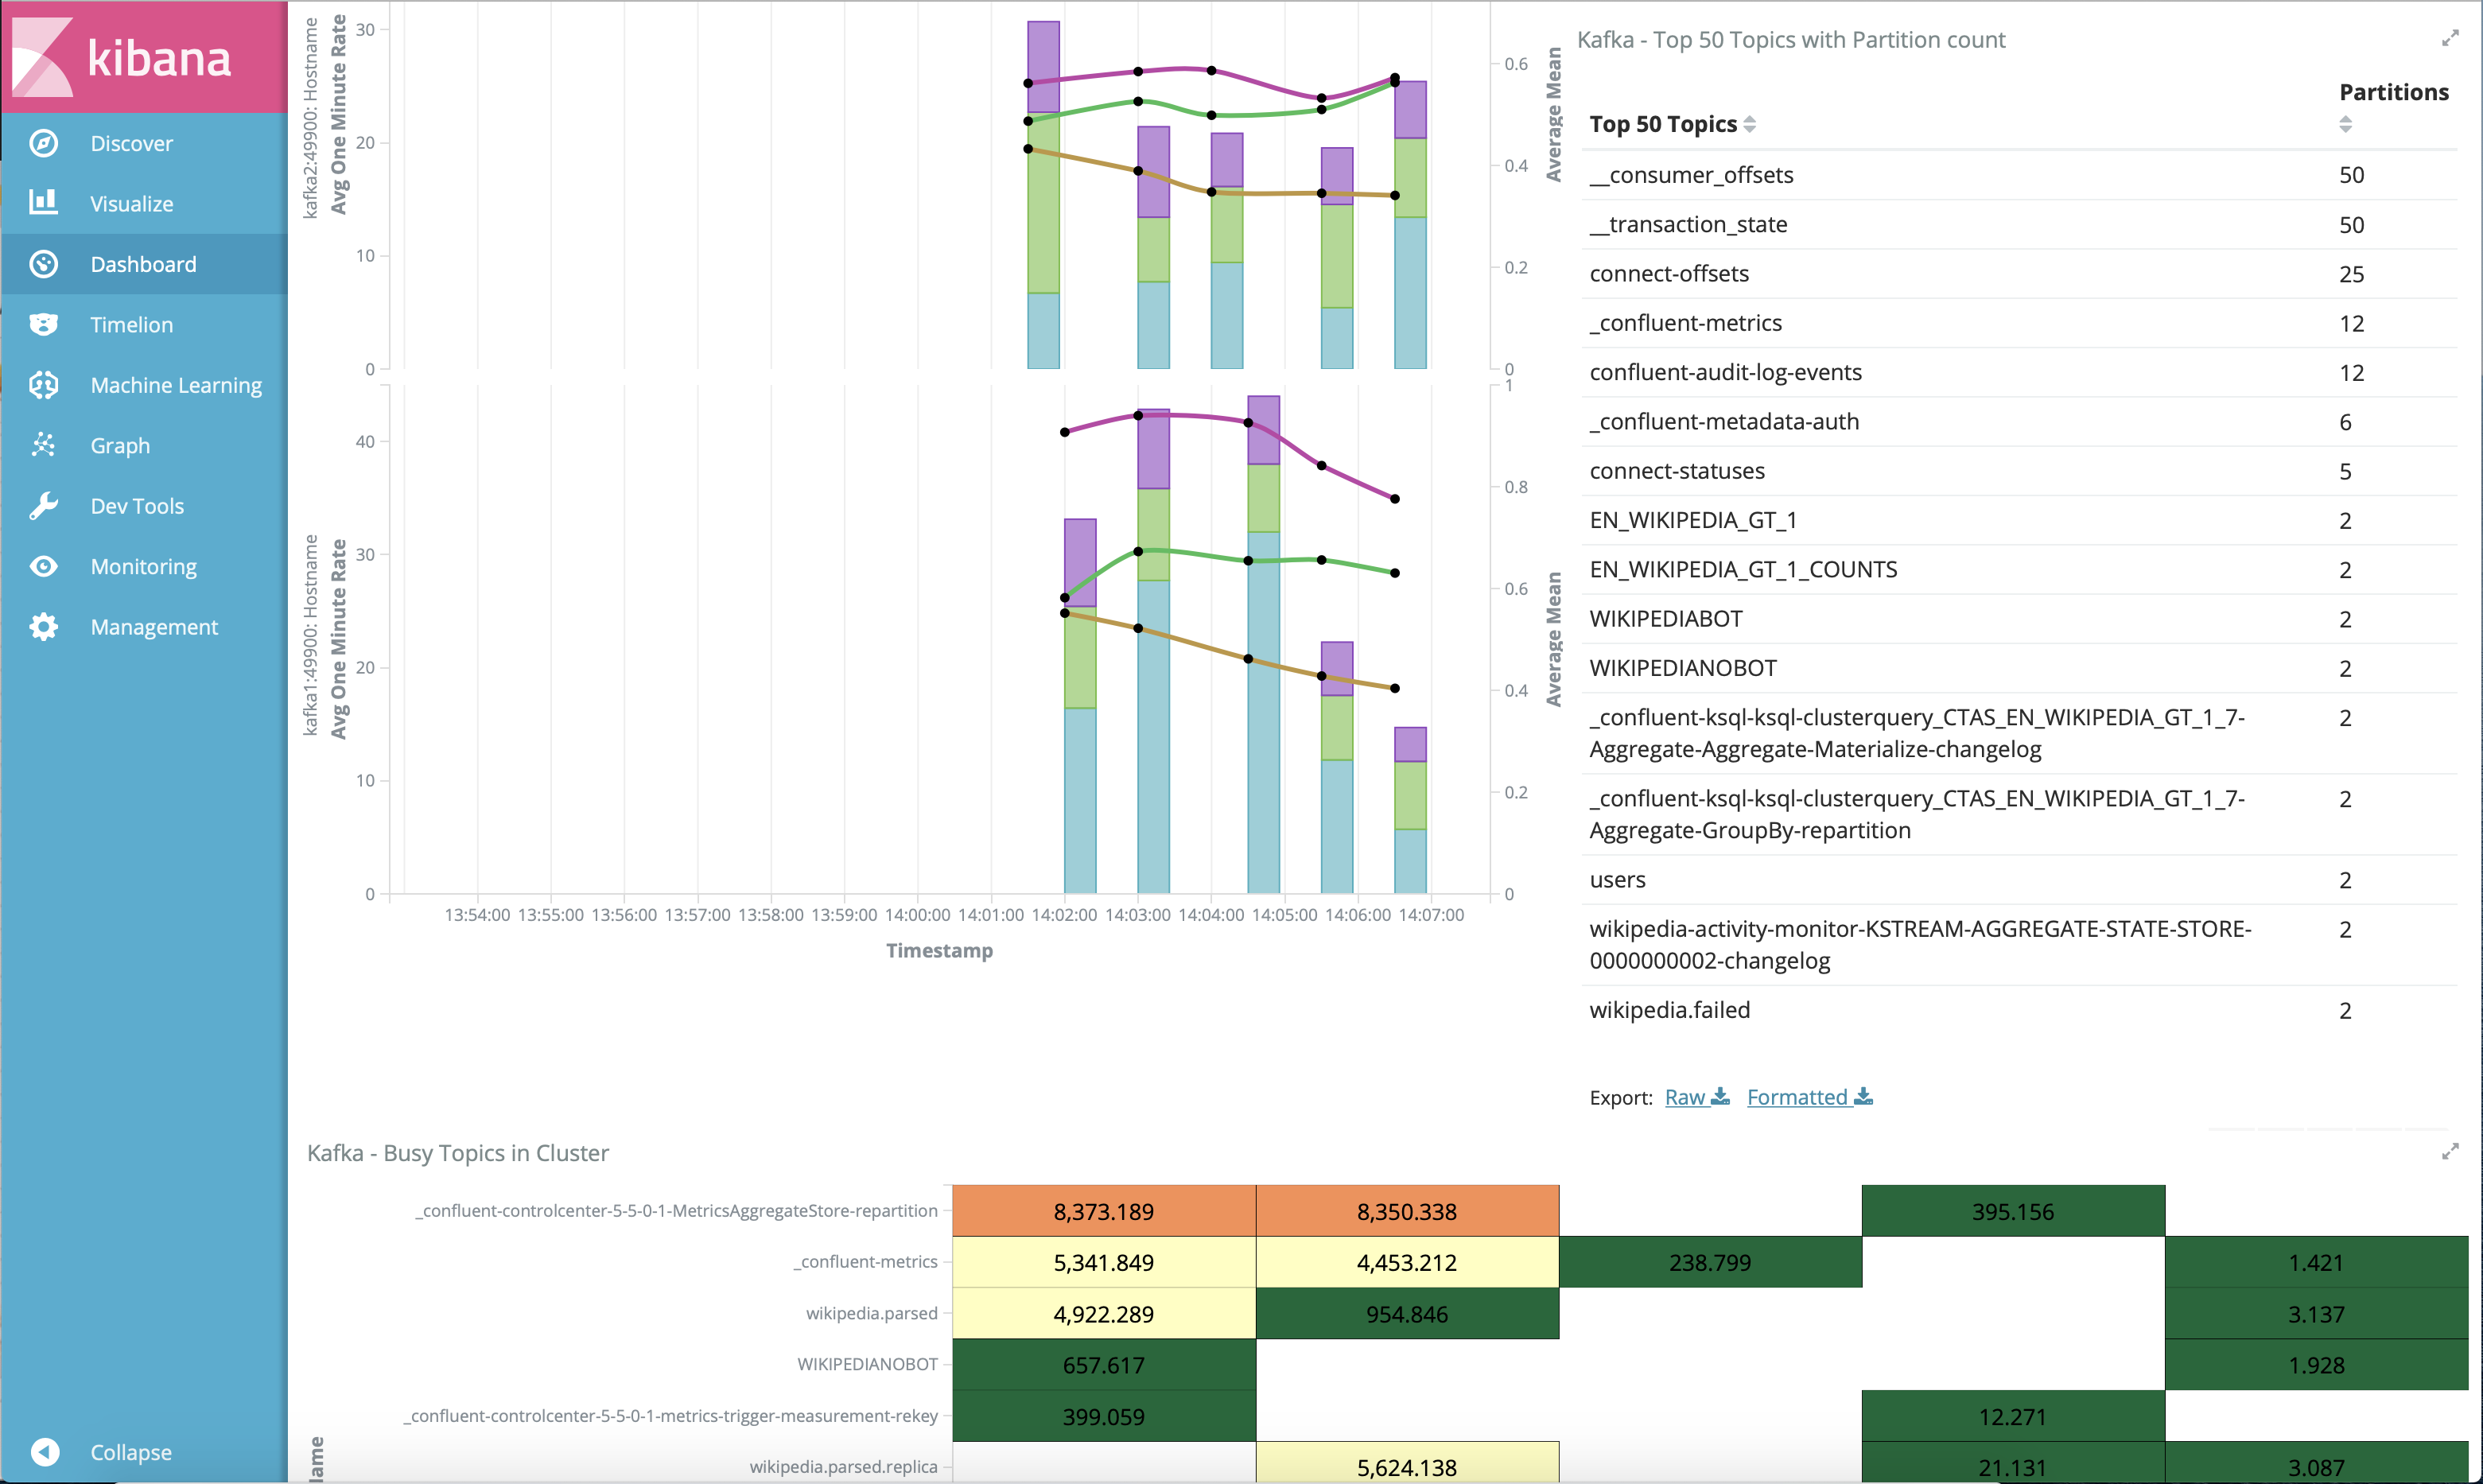 kibana
Discover
Visualize
Dashboard
Timelion
Machine Learning
Graph
Dev Tools
Monitoring
Management
Collapse
kafka2:49900: Hostname
Avg One Minute Rate
30
20
10
0
0.6
0.4
0.2
0
Average Mean
kafka1:49900: Hostname
Avg One Minute Rate
40
30
20
10
0
1
0.8
0.6
0.4
0.2
0
Average Mean
13:54:00 13:55:00 13:56:00 13:57:00 13:58:00 13:59:00 14:00:00 14:01:00 14:02:00 14:03:00 14:04:00 14:05:00 14:06:00 14:07:00
Timestamp
Kafka - Top 50 Topics with Partition count
Top 50 Topics Partitions
__consumer_offsets 50
__transaction_state 50
connect-offsets 25
_confluent-metrics 12
confluent-audit-log-events 12
_confluent-metadata-auth 6
connect-statuses 5
EN_WIKIPEDIA_GT_1 2
EN_WIKIPEDIA_GT_1_COUNTS 2
WIKIPEDIABOT 2
WIKIPEDIANOBOT 2
_confluent-ksql-ksql-clusterquery_CTAS_EN_WIKIPEDIA_GT_1_7- 2
Aggregate-Aggregate-Materialize-changelog
_confluent-ksql-ksql-clusterquery_CTAS_EN_WIKIPEDIA_GT_1_7- 2
Aggregate-GroupBy-repartition
users 2
wikipedia-activity-monitor-KSTREAM-AGGREGATE-STATE-STORE- 2
0000000002-changelog
wikipedia.failed 2
Export: Raw Formatted
Kafka - Busy Topics in Cluster
_confluent-controlcenter-5-5-0-1-MetricsAggregateStore-repartition 8,373.189 8,350.338 395.156
_confluent-metrics 5,341.849 4,453.212 238.799 1.421
wikipedia.parsed 4,922.289 954.846 3.137
WIKIPEDIANOBOT 657.617 1.928
_confluent-controlcenter-5-5-0-1-metrics-trigger-measurement-rekey 399.059 12.271
wikipedia.parsed.replica 5,624.138 21.131 3.087